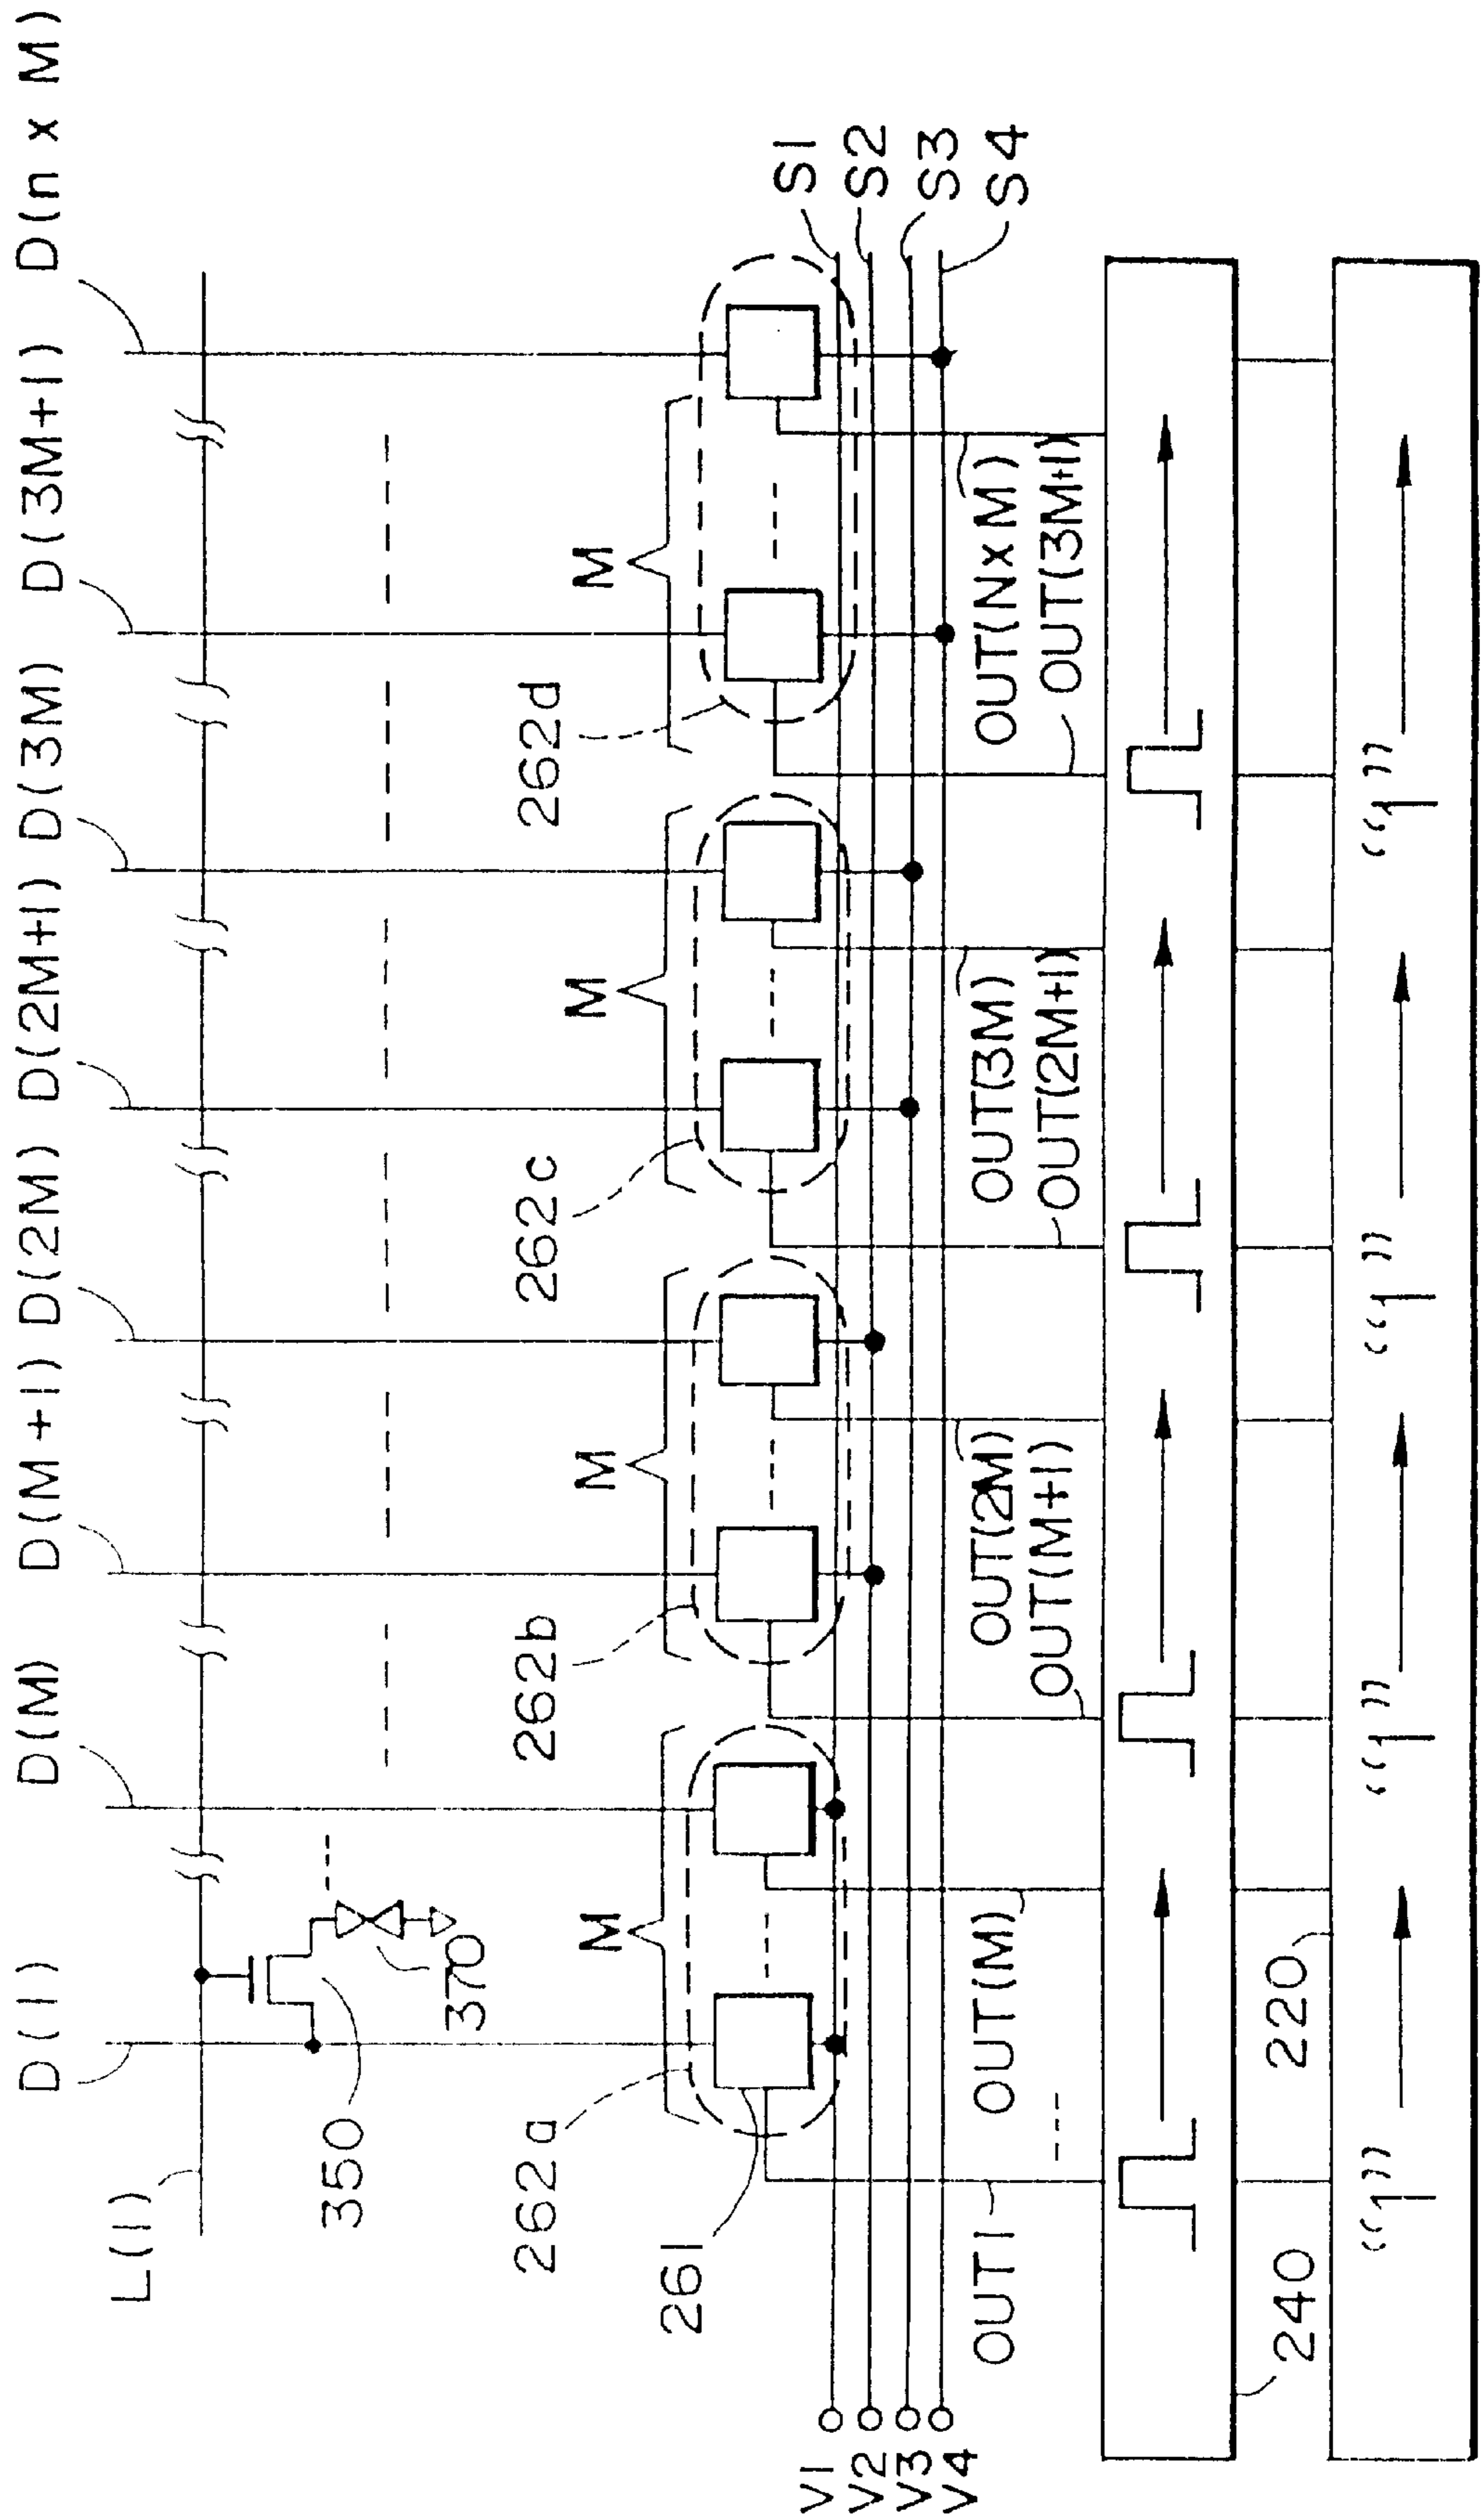 D(1) D(M) D(M+1) D(2M) D(2M+1) D(3M) D(3M+1) D(n x M)
L(1)
350
370
262a 262b 262c 262d
M M M M
261
S1
S2
S3
S4
V1
V2
V3
V4
OUT1 OUT(M) OUT(2M) OUT(3M) OUT(NxM)
--- OUT(M+1) OUT(2M+1) OUT(3M+1)
240 220
"1" "1" "1" "1"